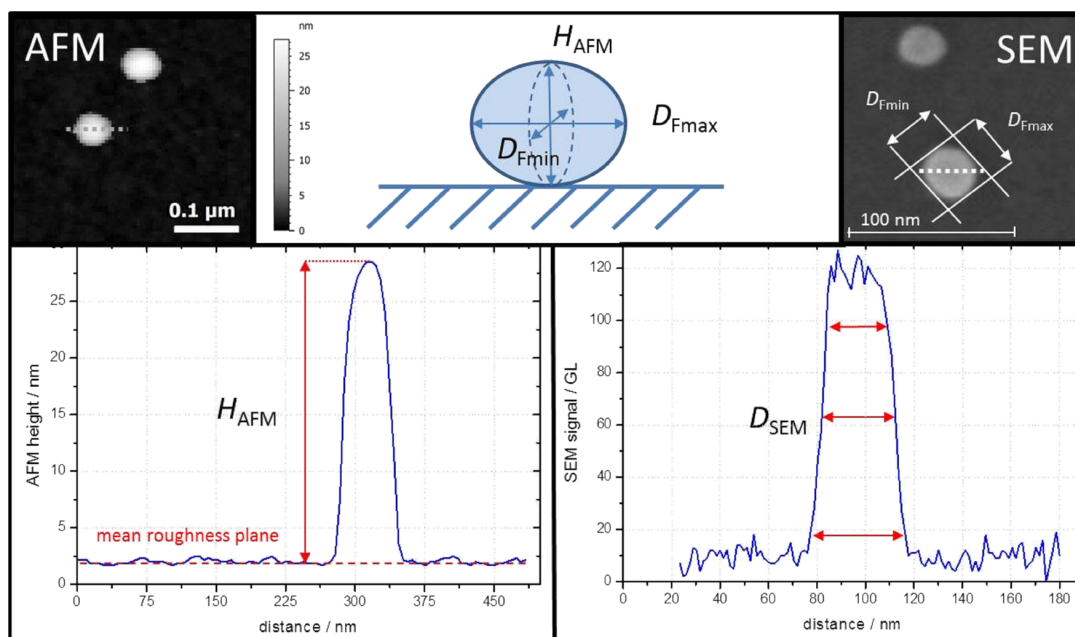 AFM
0.1 µm
nm
25
20
15
10
5
0
H_AFM
D_Fmax
D_Fmin
SEM
D_Fmin
D_Fmax
100 nm
AFM height / nm
25
20
15
10
5
0
H_AFM
mean roughness plane
0 75 150 225 300 375 450
distance / nm
SEM signal / GL
120
100
80
60
40
20
0
D_SEM
0 20 40 60 80 100 120 140 160 180
distance / nm